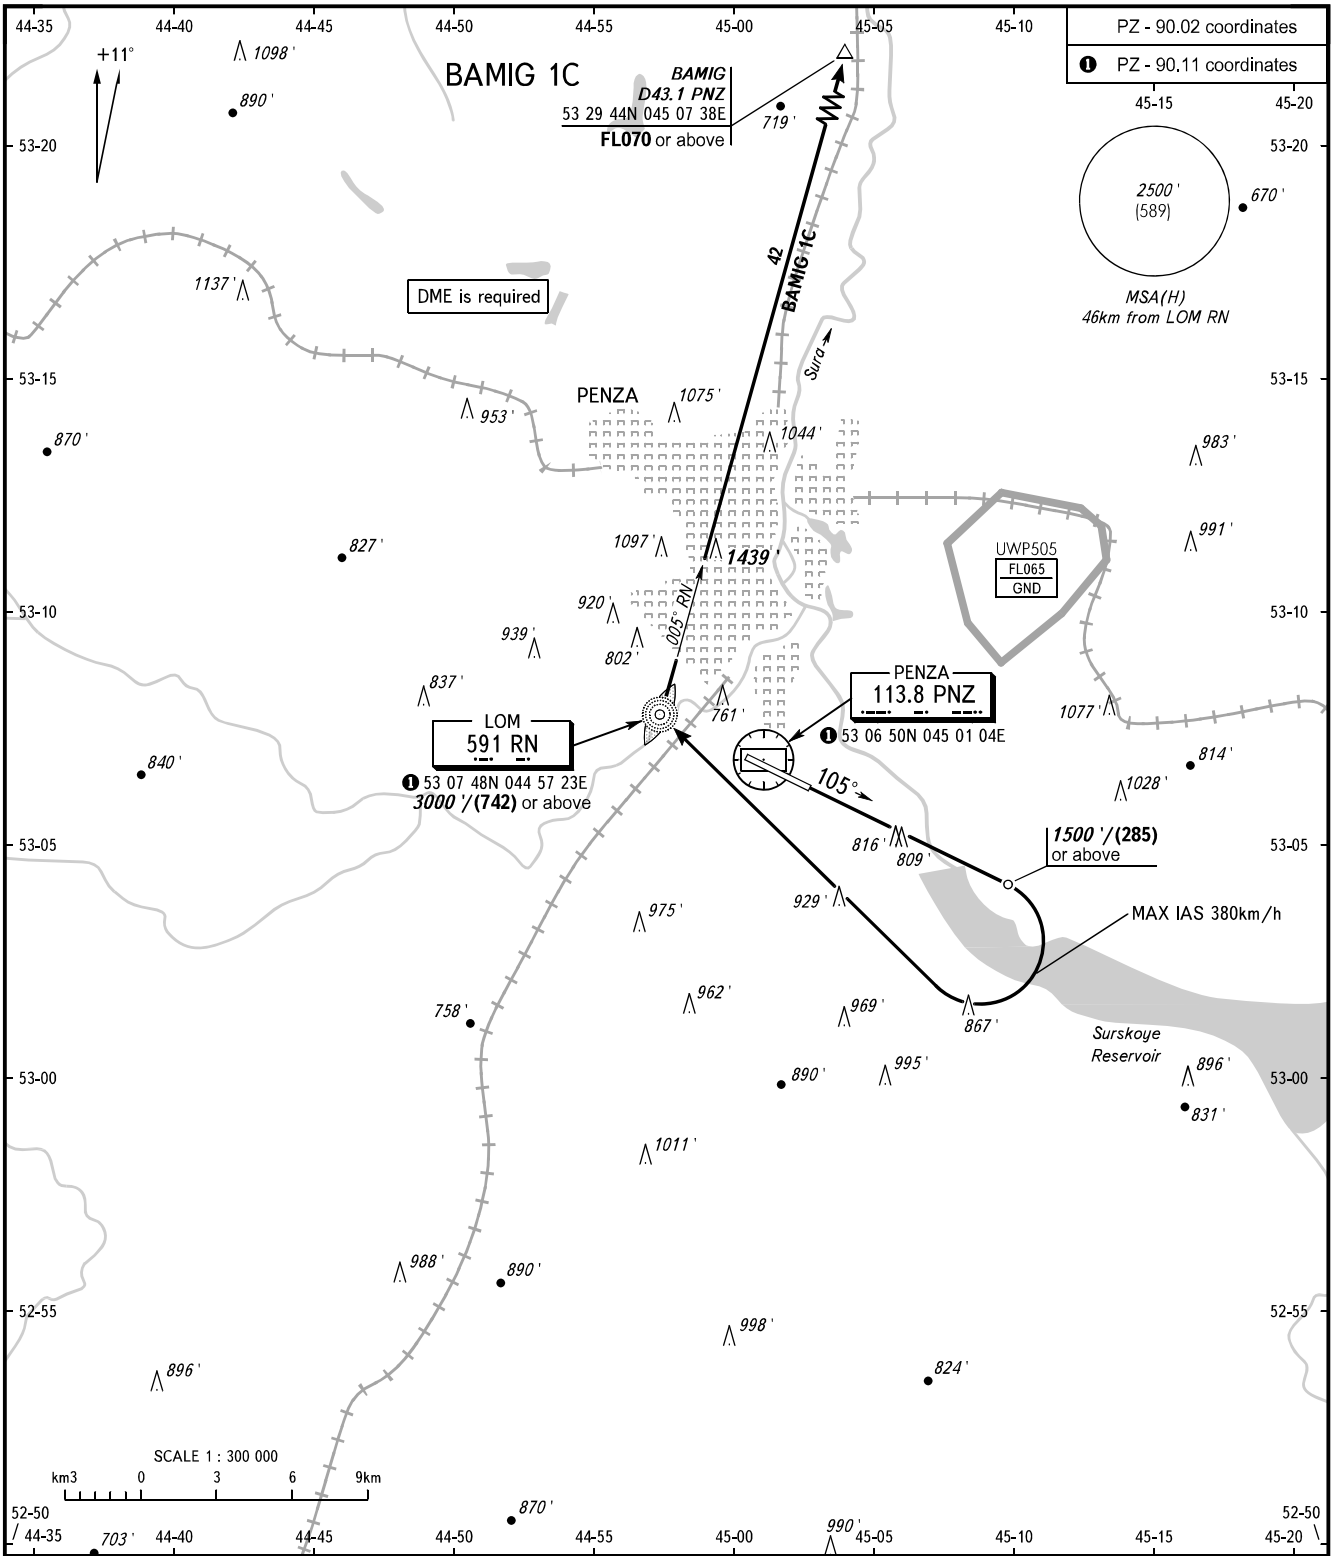 44-35 44-40 44-45 44-50 44-55 45-00 45-05 45-10
PZ - 90.02 coordinates
❶ PZ - 90.11 coordinates
45-15 45-20
+11°
1098 '
890 '
BAMIG 1C
BAMIG
D43.1 PNZ
53 29 44N 045 07 38E
FL070 or above
719 '
53-20
53-20
2500 '
(589)
670 '
MSA(H)
46km from LOM RN
1137 '
DME is required
42
BAMIG 1C
Sura
53-15
53-15
PENZA
1075 '
953 '
1044 '
870 '
983 '
827 '
1097 '
1439 '
991 '
UWP505
FL065
GND
005° RN
920 '
53-10
53-10
939 '
802 '
837 '
761 '
PENZA
113.8 PNZ
❶ 53 06 50N 045 01 04E
1077 '
LOM
591 RN
❶ 53 07 48N 044 57 23E
3000 '/(742) or above
840 '
814 '
1028 '
105°
816 '
809 '
1500 '/(285)
or above
53-05
53-05
929 '
975 '
MAX IAS 380km/h
962 '
969 '
867 '
758 '
Surskoye
Reservoir
995 '
890 '
896 '
53-00
53-00
831 '
1011 '
988 '
890 '
52-55
52-55
998 '
896 '
824 '
SCALE 1 : 300 000
km3 0 3 6 9km
870 '
990 '
52-50
52-50
703 '
44-35 44-40 44-45 44-50 44-55 45-00 45-05 45-10 45-15 45-20